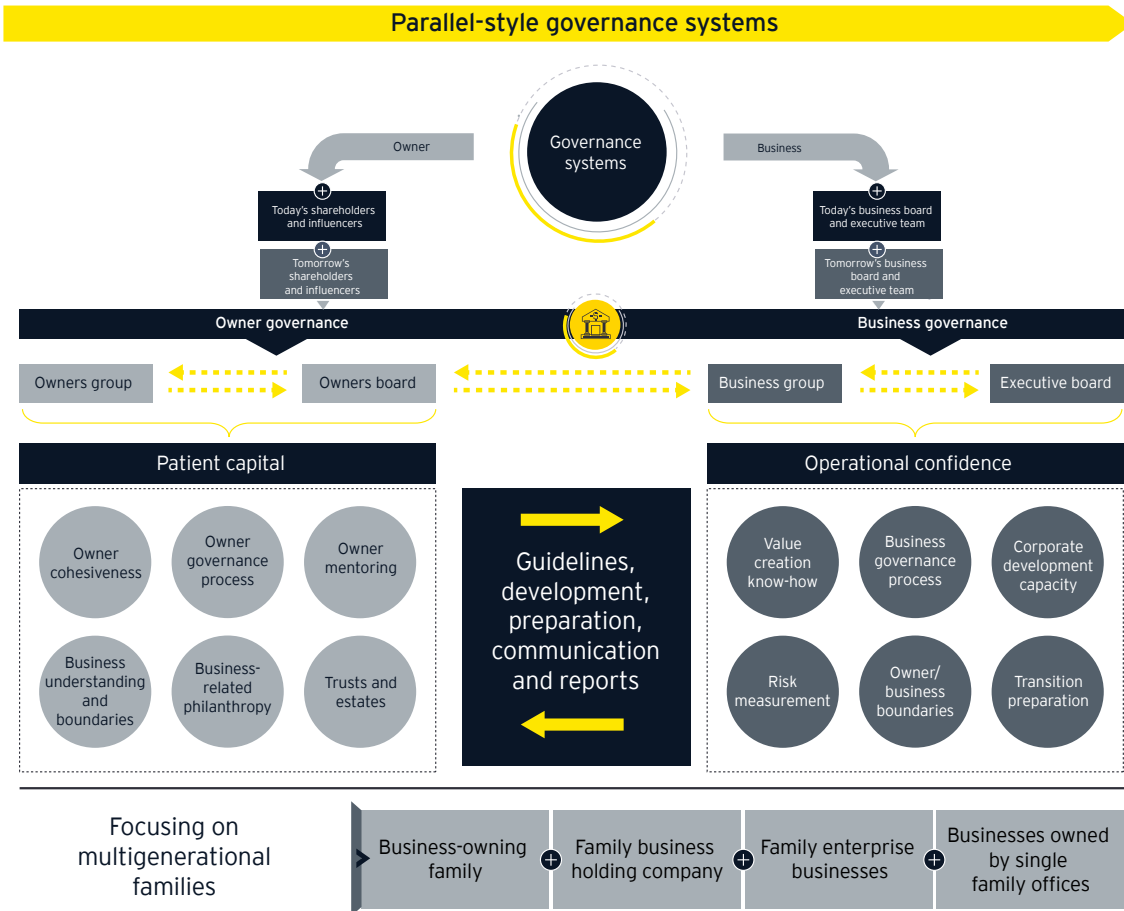 Parallel-style governance systems
Governance
systems
Owner
Business
Today's shareholders
and influencers
Today's business board
and executive team
Tomorrow's
shareholders
and influencers
Tomorrow's business
board and
executive team
Owner governance
Business governance
Owners group
Owners board
Business group
Executive board
Patient capital
Operational confidence
Owner
cohesiveness
Owner
governance
process
Owner
mentoring
Business
understanding
and
boundaries
Business-
related
philanthropy
Trusts and
estates
Guidelines,
development,
preparation,
communication
and reports
Value
creation
know-how
Business
governance
process
Corporate
development
capacity
Risk
measurement
Owner/
business
boundaries
Transition
preparation
Focusing on
multigenerational
families
Business-owning
family
Family business
holding company
Family enterprise
businesses
Businesses owned
by single
family offices